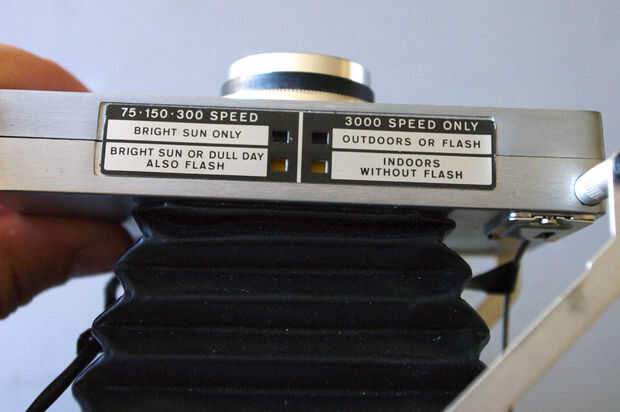 75·150·300 SPEED
BRIGHT SUN ONLY
BRIGHT SUN OR DULL DAY
ALSO FLASH
3000 SPEED ONLY
OUTDOORS OR FLASH
INDOORS
WITHOUT FLASH